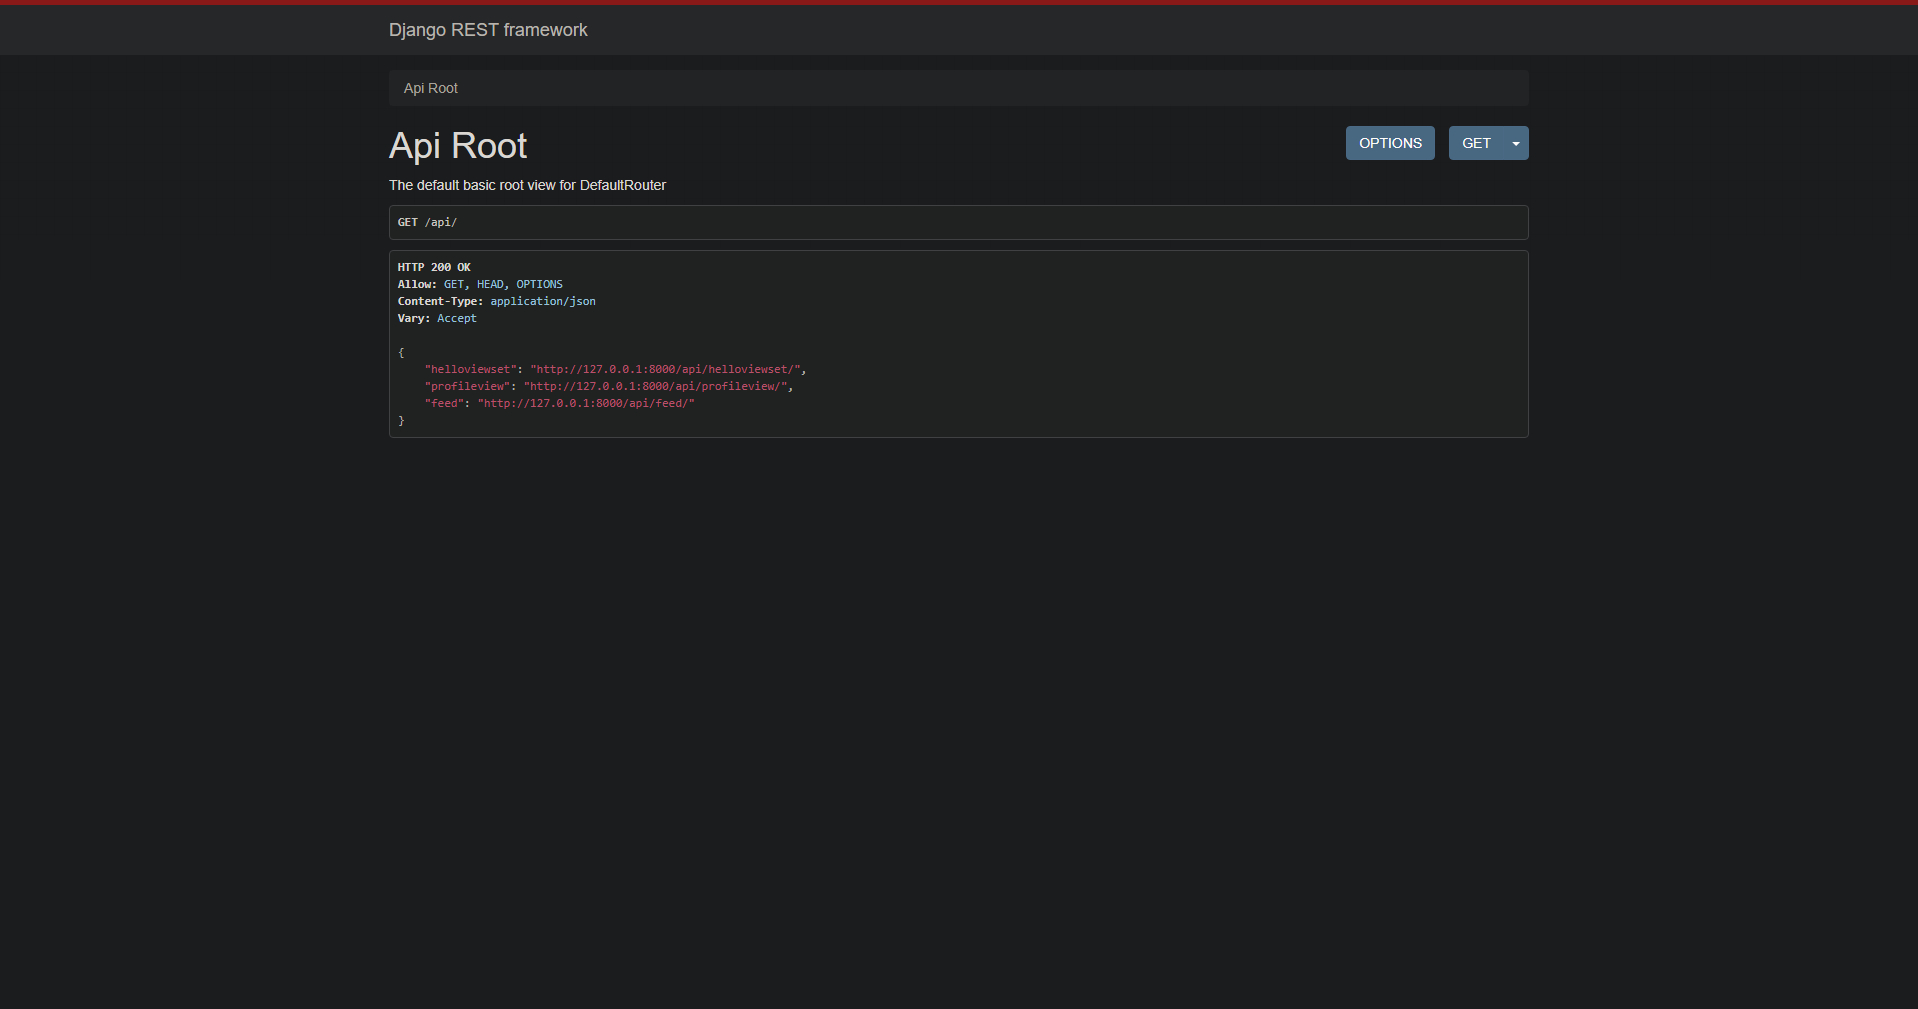 Django REST framework
Api Root
Api Root
OPTIONS
GET
The default basic root view for DefaultRouter
GET /api/
HTTP 200 OK
Allow: GET, HEAD, OPTIONS
Content-Type: application/json
Vary: Accept
{
    "helloviewset": "http://127.0.0.1:8000/api/helloviewset/",
    "profileview": "http://127.0.0.1:8000/api/profileview/",
    "feed": "http://127.0.0.1:8000/api/feed/"
}